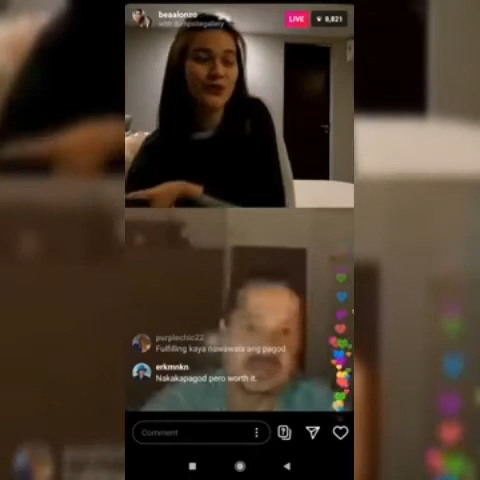 beaalonzo
LIVE
8,821
purplechic22
Fulfilling kaya nawawala ang pagod
erkmnkn
Nakakapagod pero worth it.
Comment